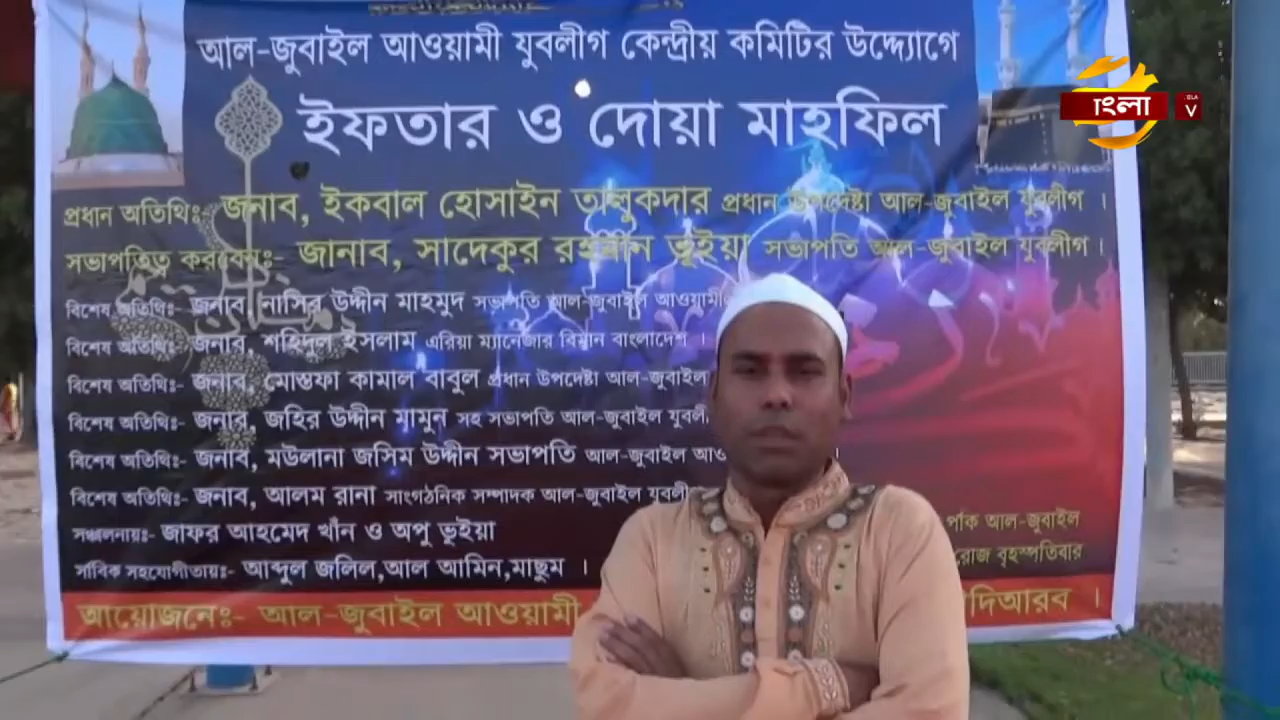 আল-জুবাইল আওয়ামী যুবলীগ কেন্দ্রীয় কমিটির উদ্দ্যোগে
ইফতার ও দোয়া মাহফিল
বাংলা
প্রধান অতিথিঃ জনাব, ইকবাল হোসাইন তালুকদার প্রধান উপদেষ্টা আল-জুবাইল যুবলীগ ।
সভাপতিত্ব করবেনঃ- জানাব, সাদেকুর রহমান ভূইয়া সভাপতি আল-জুবাইল যুবলীগ ।
বিশেষ অতিথিঃ- জনাব, নাসির উদ্দীন মাহমুদ সভাপতি আল-জুবাইল আওয়ামী
বিশেষ অতিথিঃ- জনাব, শহিদুল ইসলাম এরিয়া ম্যানেজার বিমান বাংলাদেশ ।
বিশেষ অতিথিঃ- জনাব, মোস্তফা কামাল বাবুল প্রধান উপদেষ্টা আল-জুবাইল
বিশেষ অতিথিঃ- জনাব, জহির উদ্দীন মামুন সহ সভাপতি আল-জুবাইল যুবলী
বিশেষ অতিথিঃ- জনাব, মউলানা জসিম উদ্দীন সভাপতি আল-জুবাইল আও
বিশেষ অতিথিঃ- জনাব, আলম রানা সাংগঠনিক সম্পাদক আল-জুবাইল যুবলী
সঞ্চালনায়ঃ- জাফর আহমেদ খাঁন ও অপু ভূইয়া
র্পাক আল-জুবাইল
র্সাবিক সহযোগীতায়ঃ- আব্দুল জলিল,আল আমিন,মাছুম ।
রোজ বৃহস্পতিবার
আয়োজনেঃ- আল-জুবাইল আওয়ামী
দিআরব ।